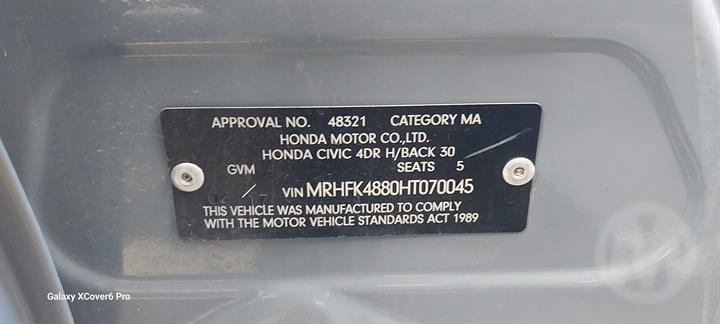 APPROVAL NO. 48321 CATEGORY MA
HONDA MOTOR CO.,LTD.
HONDA CIVIC 4DR H/BACK 30
GVM SEATS 5
VIN MRHFK4880HT070045
THIS VEHICLE WAS MANUFACTURED TO COMPLY
WITH THE MOTOR VEHICLE STANDARDS ACT 1989
Galaxy XCover6 Pro